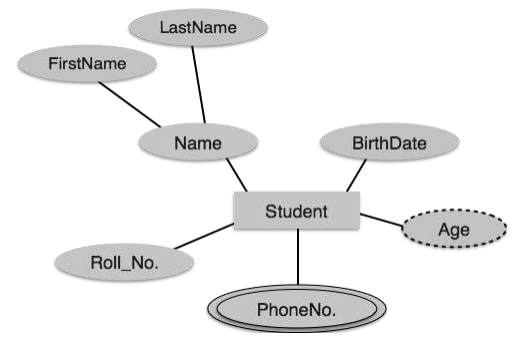 LastName
FirstName
Name
BirthDate
Student
Age
Roll_No.
PhoneNo.